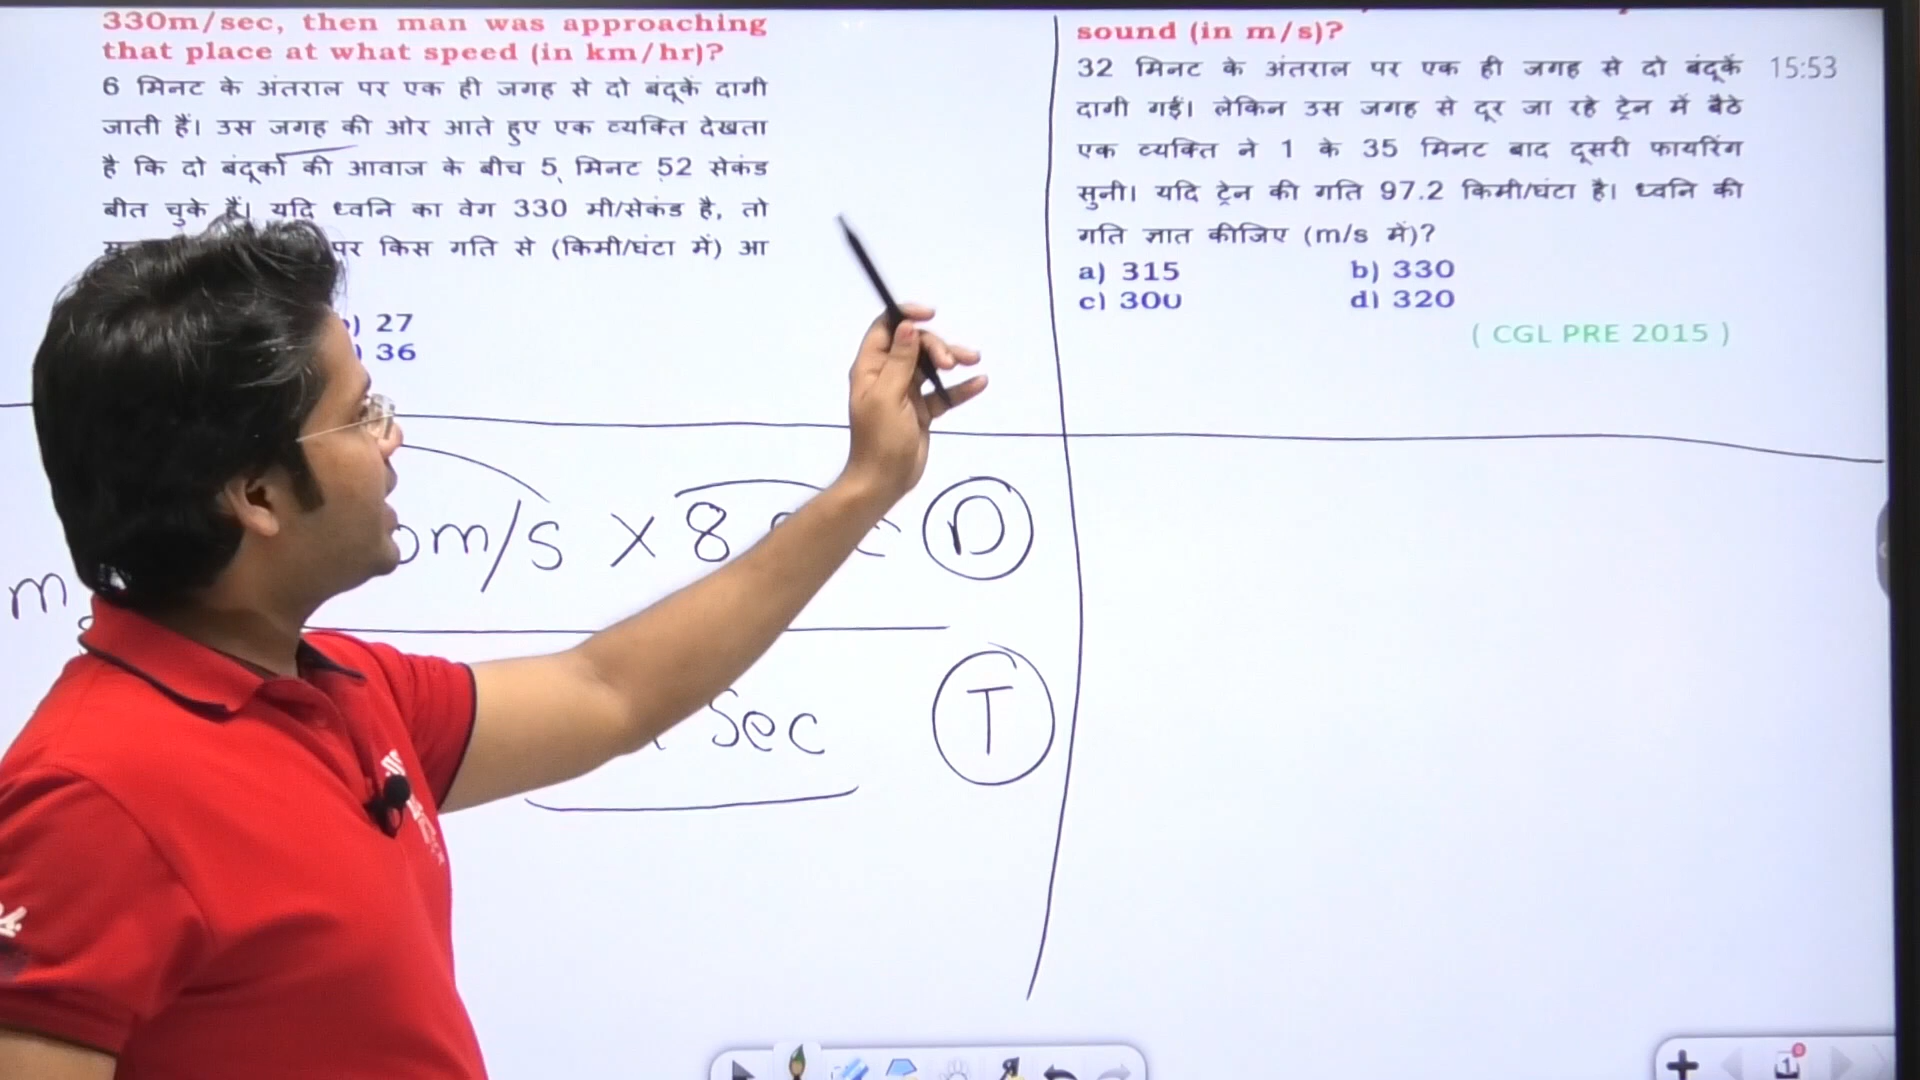 330m/sec, then man was approaching
that place at what speed (in km/hr)?
6 मिनट के अंतराल पर एक ही जगह से दो बंदूकें दागी
जाती हैं। उस जगह की ओर आते हुए एक व्यक्ति देखता
है कि दो बंदूकों की आवाज के बीच 5 मिनट 52 सेकंड
बीत चुके हैं। यदि ध्वनि का वेग 330 मी/सेकंड है, तो
पर किस गति से (किमी/घंटा में) आ
) 27
) 36
m/s × 8
D
m
Sec
T
sound (in m/s)?
32 मिनट के अंतराल पर एक ही जगह से दो बंदूकें 15:53
दागी गईं। लेकिन उस जगह से दूर जा रहे ट्रेन में बैठे
एक व्यक्ति ने 1 के 35 मिनट बाद दूसरी फायरिंग
सुनी। यदि ट्रेन की गति 97.2 किमी/घंटा है। ध्वनि की
गति ज्ञात कीजिए (m/s में)?
a) 315 b) 330
c) 300 d) 320
( CGL PRE 2015 )